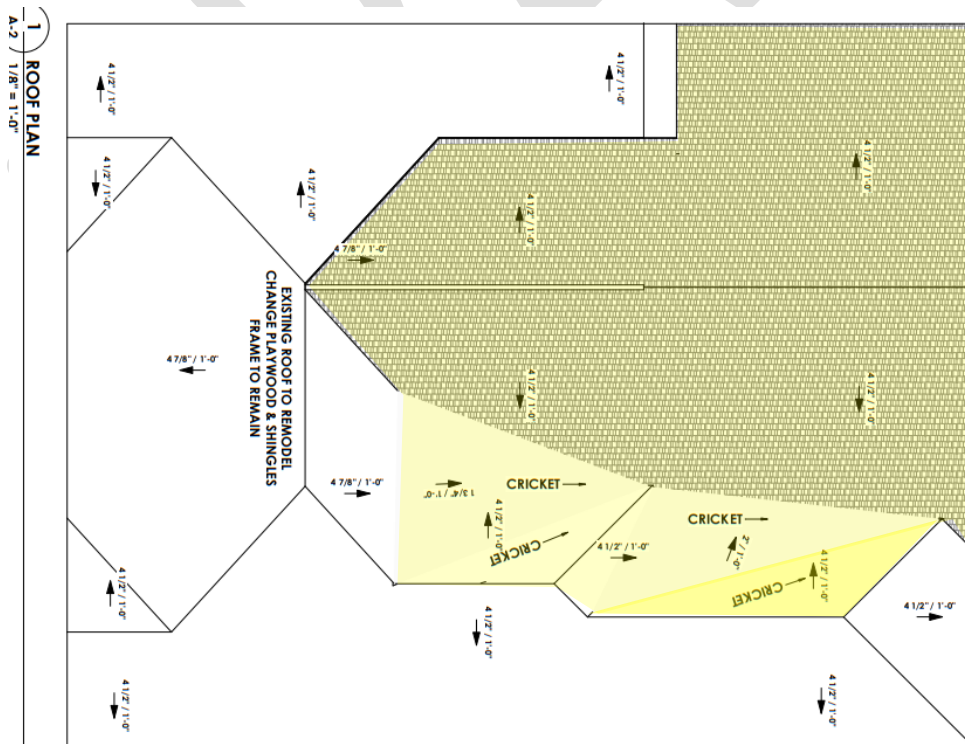 1
A-2
ROOF PLAN
1/8" = 1'-0"
4 1/2" / 1'-0"
4 1/2" / 1'-0"
4 1/2" / 1'-0"
4 1/2" / 1'-0"
4 1/2" / 1'-0"
4 1/2" / 1'-0"
4 7/8" / 1'-0"
EXISTING ROOF TO REMODEL
CHANGE PLAYWOOD & SHINGLES
FRAME TO REMAIN
4 7/8" / 1'-0"
4 1/2" / 1'-0"
4 1/2" / 1'-0"
4 7/8" / 1'-0"
1 3/4" / 1'-0"
CRICKET
4 1/2" / 1'-0"
CRICKET
CRICKET
4 1/2" / 1'-0"
2" / 1'-0"
4 1/2" / 1'-0"
CRICKET
4 1/2" / 1'-0"
4 1/2" / 1'-0"
4 1/2" / 1'-0"
4 1/2" / 1'-0"
4 1/2" / 1'-0"